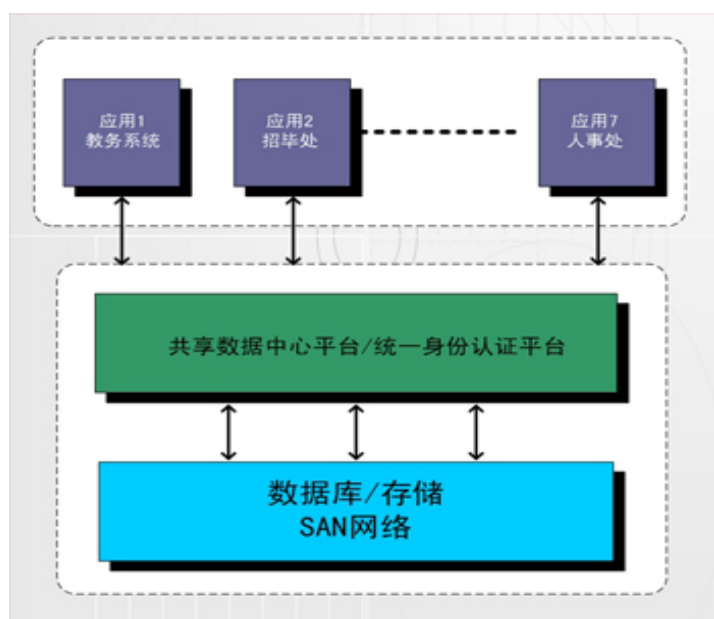 应用1
教务系统
应用2
招毕处
应用7
人事处
共享数据中心平台/统一身份认证平台
数据库/存储
SAN网络